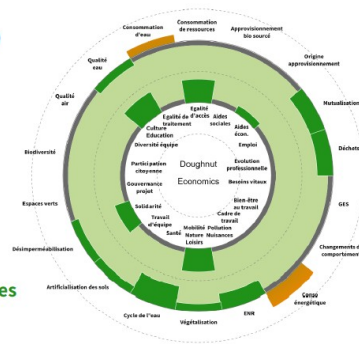 Consommation
d'eau
Consommation
de ressources
Approvisionnement
bio sourcé
Origine
approvisionnement
Mutualisation
Déchets
GES
Changements d
comportement
Conso
énergétique
ENR
Végétalisation
Cycle de l'eau
Artificialisation des sols
Désimperméabilisation
Espaces verts
Biodiversité
Qualité
air
Qualité
eau
Egalité
d'accès
Egalité de
traitement
Aides
sociales
Aides
écon.
Culture
Education
Diversité équipe
Emploi
Participation
citoyenne
Doughnut
Economics
Evolution
professionnelle
Gouvernance
projet
Besoins vitaux
Solidarité
Bien-être
au travail
Travail
d'équipe
Cadre de
travail
Santé
Mobilité
Nature
Loisirs
Pollution
Nuisances
es